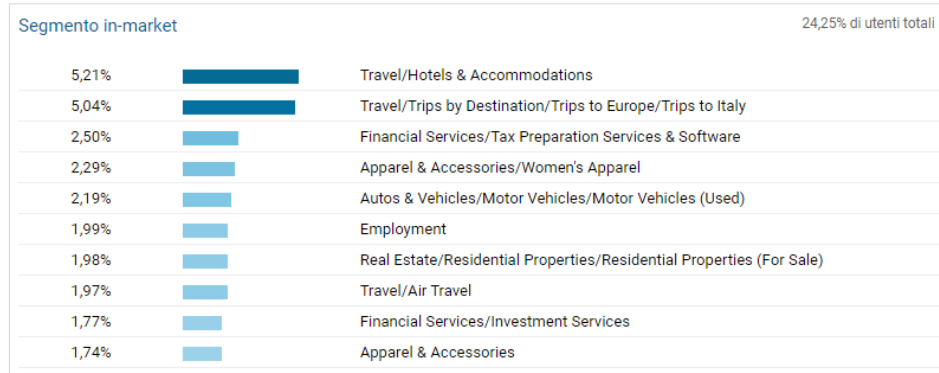 Segmento in-market 24,25% di utenti totali
5,21% Travel/Hotels & Accommodations
5,04% Travel/Trips by Destination/Trips to Europe/Trips to Italy
2,50% Financial Services/Tax Preparation Services & Software
2,29% Apparel & Accessories/Women's Apparel
2,19% Autos & Vehicles/Motor Vehicles/Motor Vehicles (Used)
1,99% Employment
1,98% Real Estate/Residential Properties/Residential Properties (For Sale)
1,97% Travel/Air Travel
1,77% Financial Services/Investment Services
1,74% Apparel & Accessories